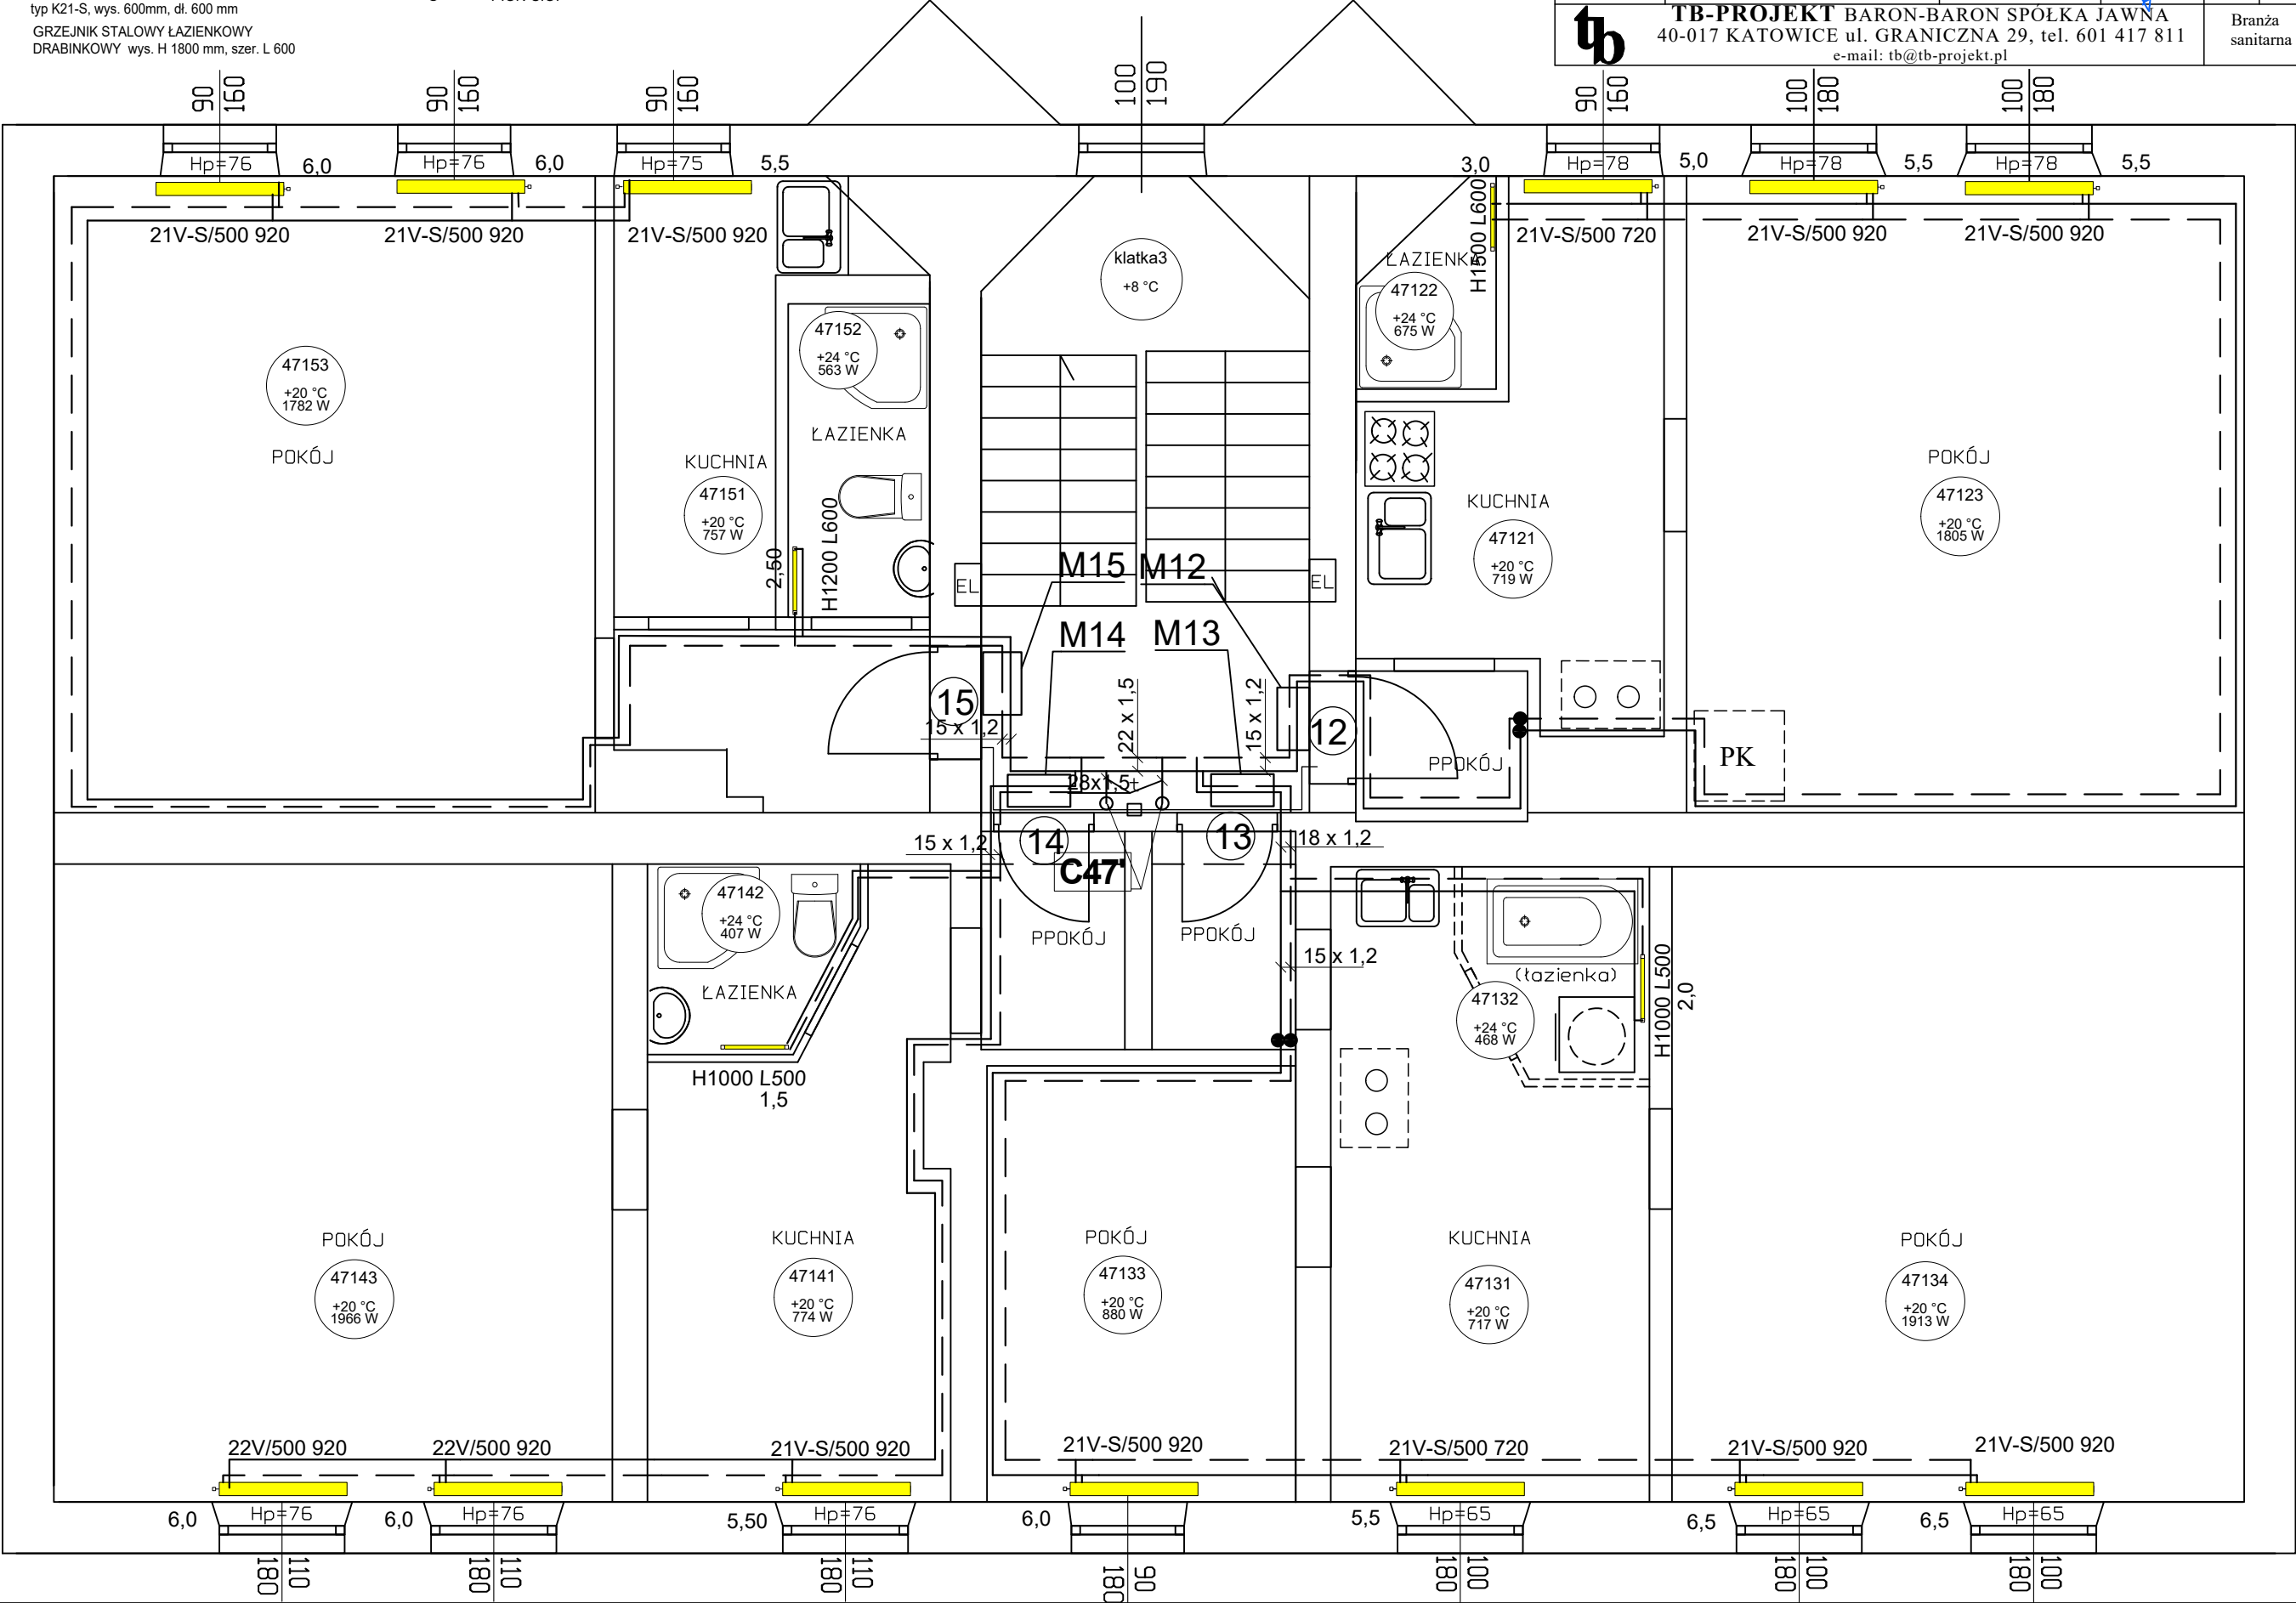 typ K21-S, wys. 600mm, dł. 600 mm
GRZEJNIK STALOWY ŁAZIENKOWY
DRABINKOWY wys. H 1800 mm, szer. L 600
tb
TB-PROJEKT BARON-BARON SPÓŁKA JAWNA
40-017 KATOWICE ul. GRANICZNA 29, tel. 601 417 811
e-mail: tb@tb-projekt.pl
Branża
sanitarna
90
160
90
160
90
160
100
190
90
160
100
180
100
180
Hp=76
6,0
Hp=76
6,0
Hp=75
5,5
3,0
Hp=78
5,0
Hp=78
5,5
Hp=78
5,5
21V-S/500 920
21V-S/500 920
21V-S/500 920
H1500 L600
21V-S/500 720
21V-S/500 920
21V-S/500 920
klatka3
+8 °C
47122
+24 °C
675 W
47152
+24 °C
563 W
ŁAZIENKA
47153
+20 °C
1782 W
POKÓJ
KUCHNIA
47151
+20 °C
757 W
2,50
H1200 L600
KUCHNIA
47121
+20 °C
719 W
POKÓJ
47123
+20 °C
1805 W
EL
EL
M15
M12
M14
M13
15
15 x 1,2
22 x 1,5
15 x 1,2
12
28x1,5
PPOKÓJ
PK
15 x 1,2
14
13
18 x 1,2
C47'
PPOKÓJ
PPOKÓJ
15 x 1,2
47142
+24 °C
407 W
ŁAZIENKA
H1000 L500
1,5
(łazienka)
47132
+24 °C
468 W
H1000 L500
2,0
POKÓJ
47143
+20 °C
1966 W
KUCHNIA
47141
+20 °C
774 W
POKÓJ
47133
+20 °C
880 W
KUCHNIA
47131
+20 °C
717 W
POKÓJ
47134
+20 °C
1913 W
22V/500 920
22V/500 920
21V-S/500 920
21V-S/500 920
21V-S/500 720
21V-S/500 920
21V-S/500 920
6,0
Hp=76
6,0
Hp=76
5,50
Hp=76
6,0
5,5
Hp=65
6,5
Hp=65
6,5
Hp=65
110
180
110
180
110
180
90
180
100
180
100
180
100
180